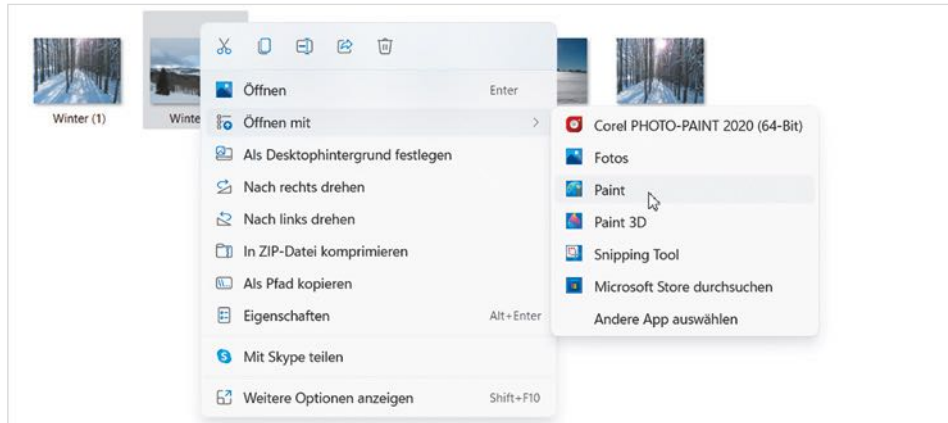 Winter (1)
Winte
Öffnen Enter
Öffnen mit
Als Desktophintergrund festlegen
Nach rechts drehen
Nach links drehen
In ZIP-Datei komprimieren
Als Pfad kopieren
Eigenschaften Alt+Enter
Mit Skype teilen
Weitere Optionen anzeigen Shift+F10
Corel PHOTO-PAINT 2020 (64-Bit)
Fotos
Paint
Paint 3D
Snipping Tool
Microsoft Store durchsuchen
Andere App auswählen